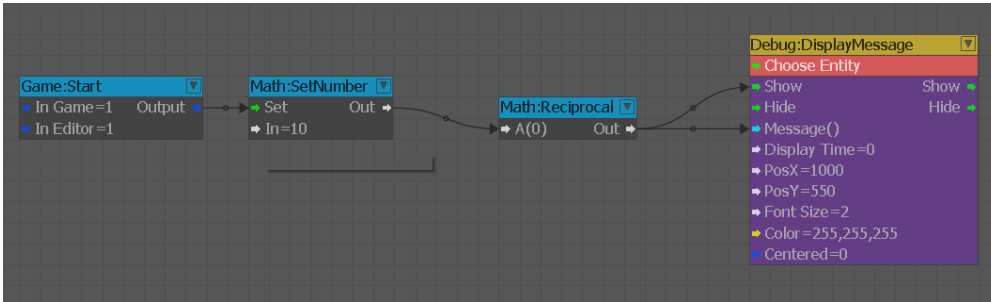 Game:Start
In Game=1 Output
In Editor=1
Math:SetNumber
Set Out
In=10
Math:Reciprocal
A(0) Out
Debug:DisplayMessage
Choose Entity
Show Show
Hide Hide
Message()
Display Time=0
PosX=1000
PosY=550
Font Size=2
Color=255,255,255
Centered=0